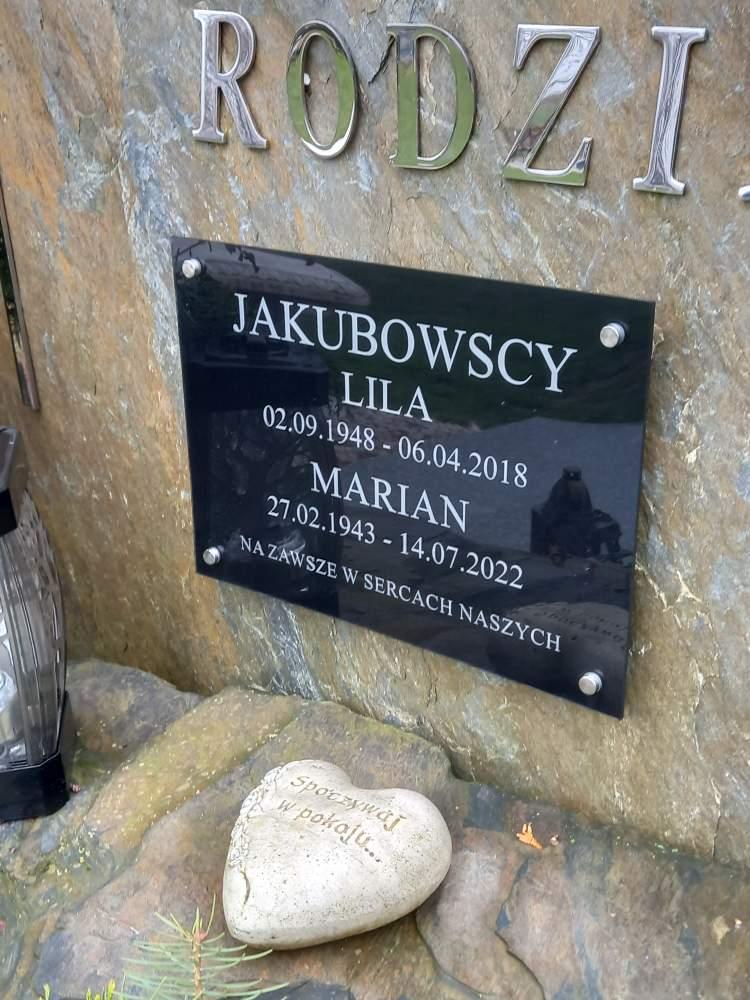 RODZI
JAKUBOWSCY
LILA
02.09.1948 - 06.04.2018
MARIAN
27.02.1943 - 14.07.2022
NA ZAWSZE W SERCACH NASZYCH
Spoczywaj
w pokoju...